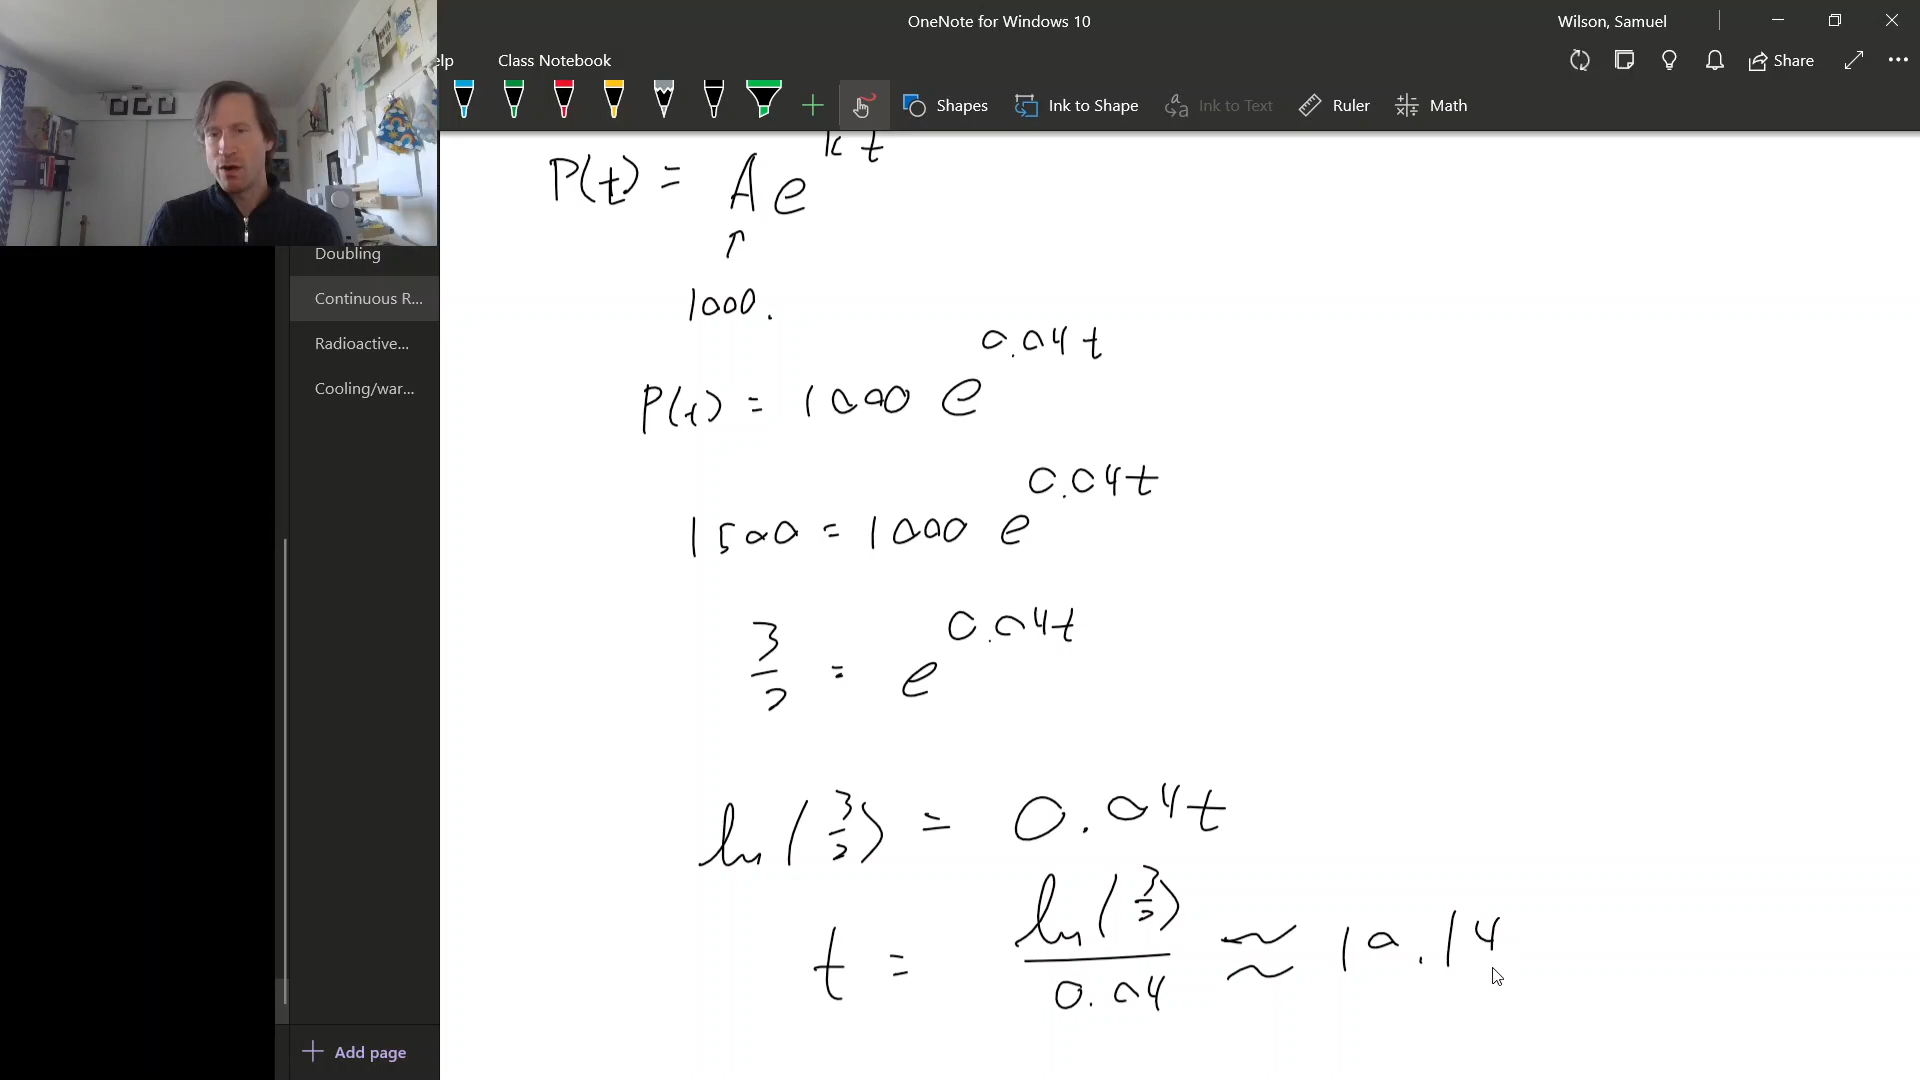 OneNote for Windows 10
Wilson, Samuel
elp
Class Notebook
Share
Shapes
Ink to Shape
Ink to Text
Ruler
Math
Doubling
Continuous R...
Radioactive...
Cooling/war...
Add page
P(t) = Ae^{kt}
↑
1000.
P(t) = 1000 e^{0.04t}
1500 = 1000 e^{0.04t}
3/2 = e^{0.04t}
ln(3/2) = 0.04t
t = ln(3/2)/0.04 ≈ 10.14